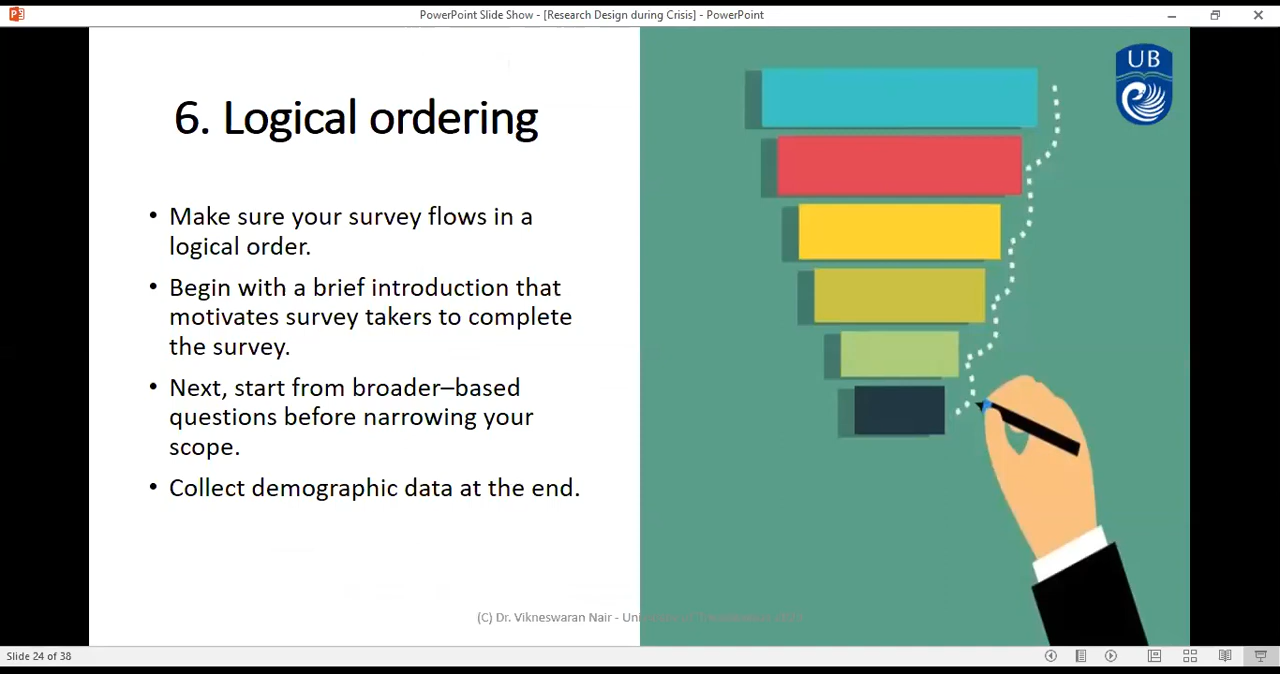 PowerPoint Slide Show - [Research Design during Crisis] - PowerPoint
6. Logical ordering
UB
• Make sure your survey flows in a
logical order.
• Begin with a brief introduction that
motivates survey takers to complete
the survey.
• Next, start from broader–based
questions before narrowing your
scope.
• Collect demographic data at the end.
(C) Dr. Vikneswaran Nair -
Slide 24 of 38